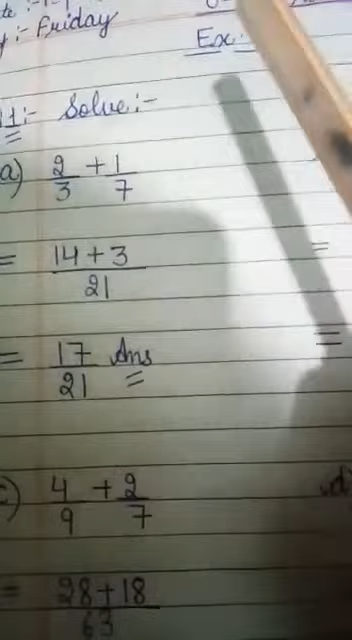 :- Friday
Ex.
1:- Solve:-
a) 2/3 + 1/7
= 14+3/21 =
= 17/21 Ans =
c) 4/9 + 2/7 d
= 28+18/63